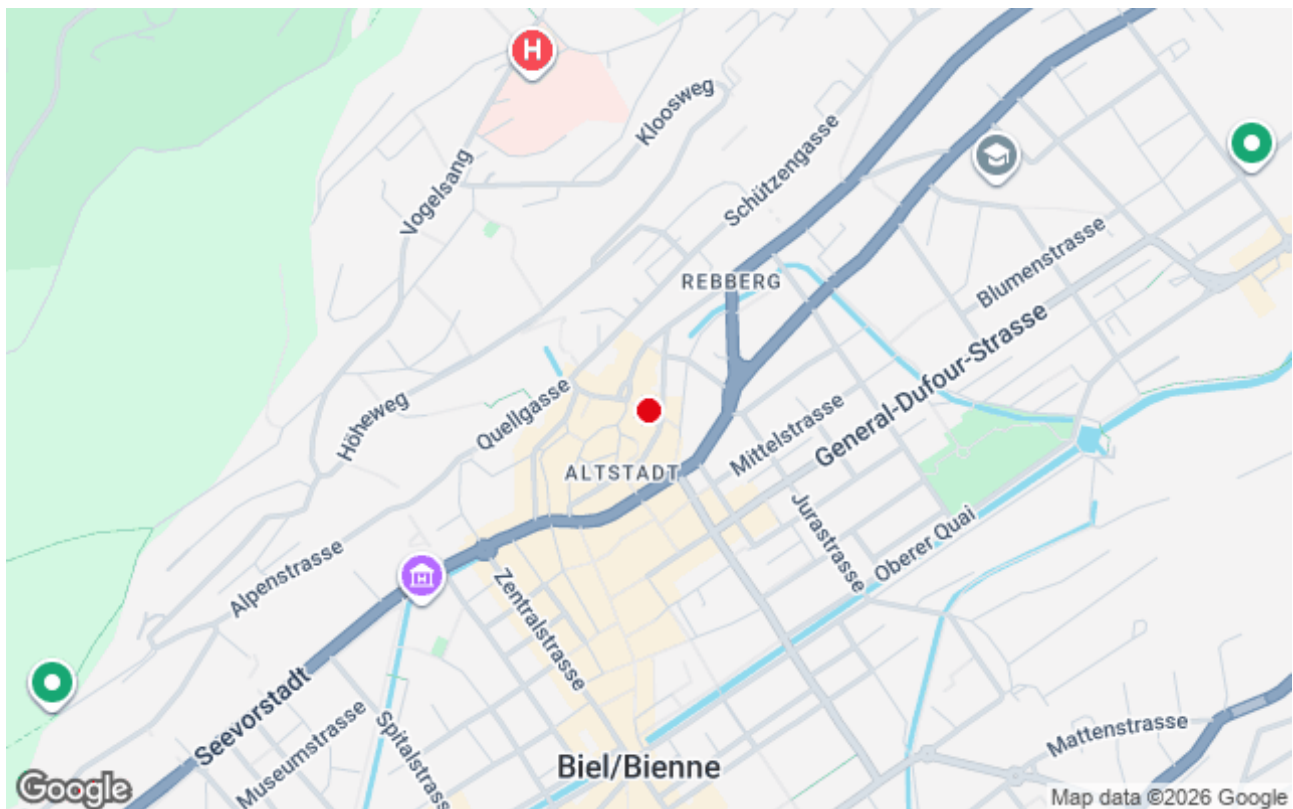 H
Kloosweg
Vogelsang
Schützengasse
REBBERG
Blumenstrasse
General-Dufour-Strasse
Höheweg
Quellgasse
Mittelstrasse
ALTSTADT
Jurastrasse
Oberer Quai
Alpenstrasse
Zentralstrasse
Seevorstadt
Museumstrasse
Spitalstrasse
Mattenstrasse
Biel/Bienne
Google
Map data ©2026 Google